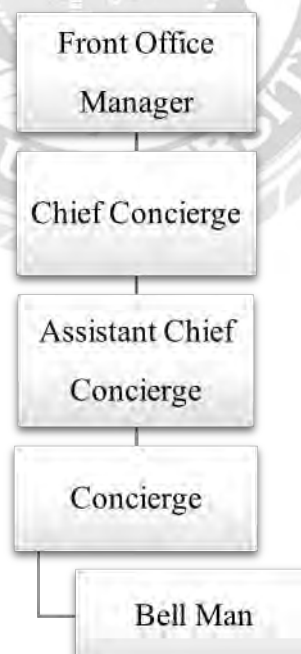 Front Office
Manager
Chief Concierge
Assistant Chief
Concierge
Concierge
Bell Man